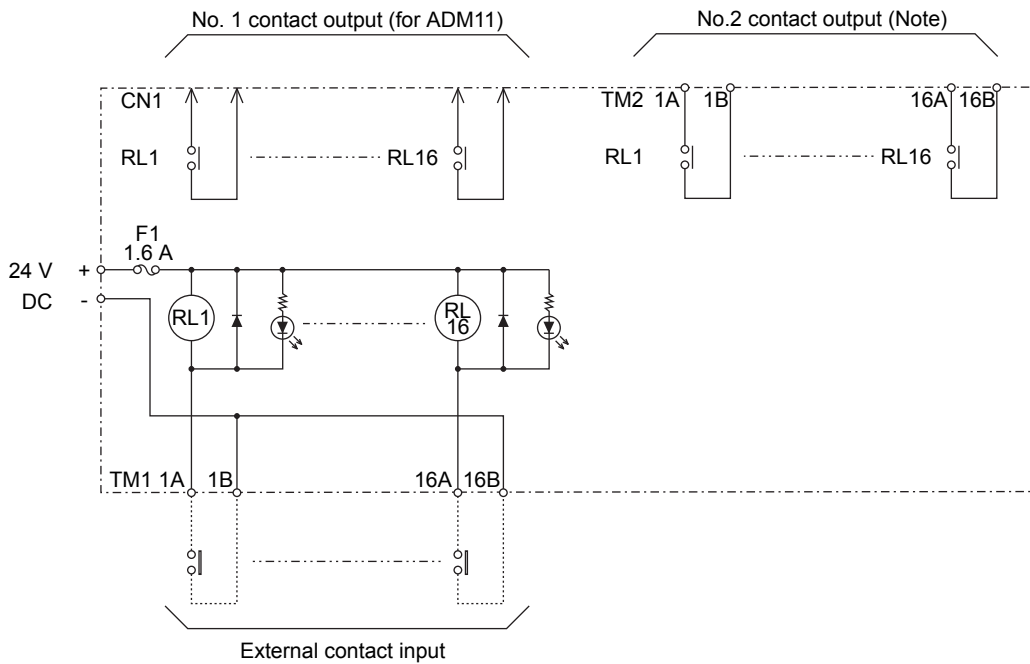 No. 1 contact output (for ADM11)
No.2 contact output (Note)
CN1
TM2 1A 1B 16A 16B
RL1 RL16
RL1 RL16
F1
1.6 A
24 V +
DC -
RL1
RL
16
TM1 1A 1B 16A 16B
External contact input